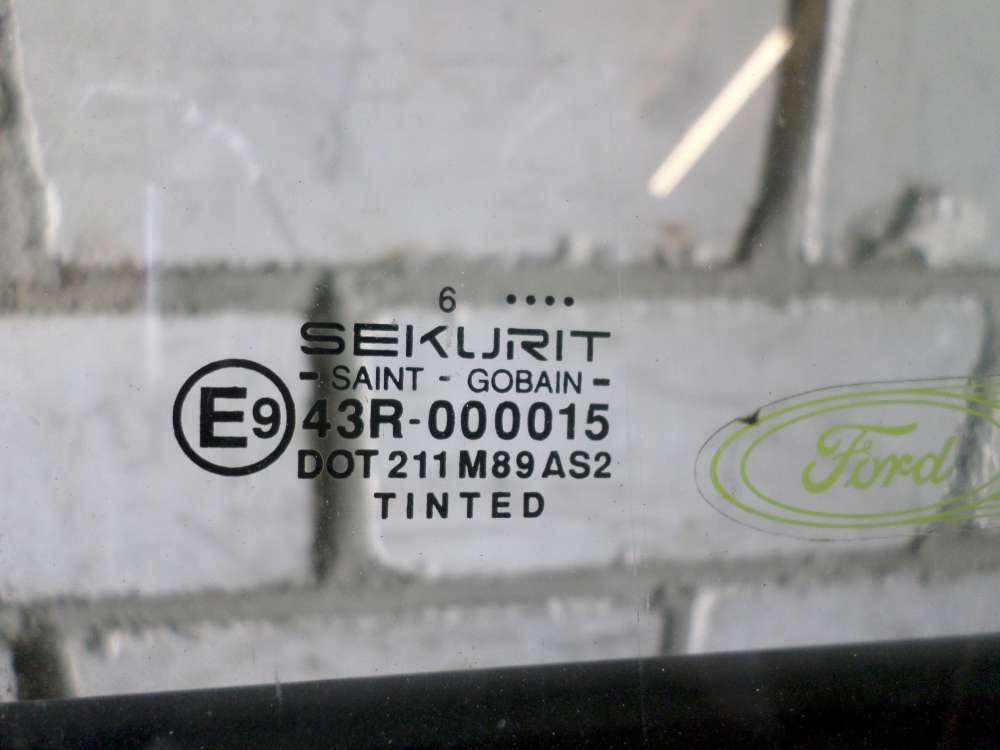 6 ••••
SEKURIT
- SAINT - GOBAIN -
E9 43R-000015
DOT 211 M89 AS2
TINTED
Ford